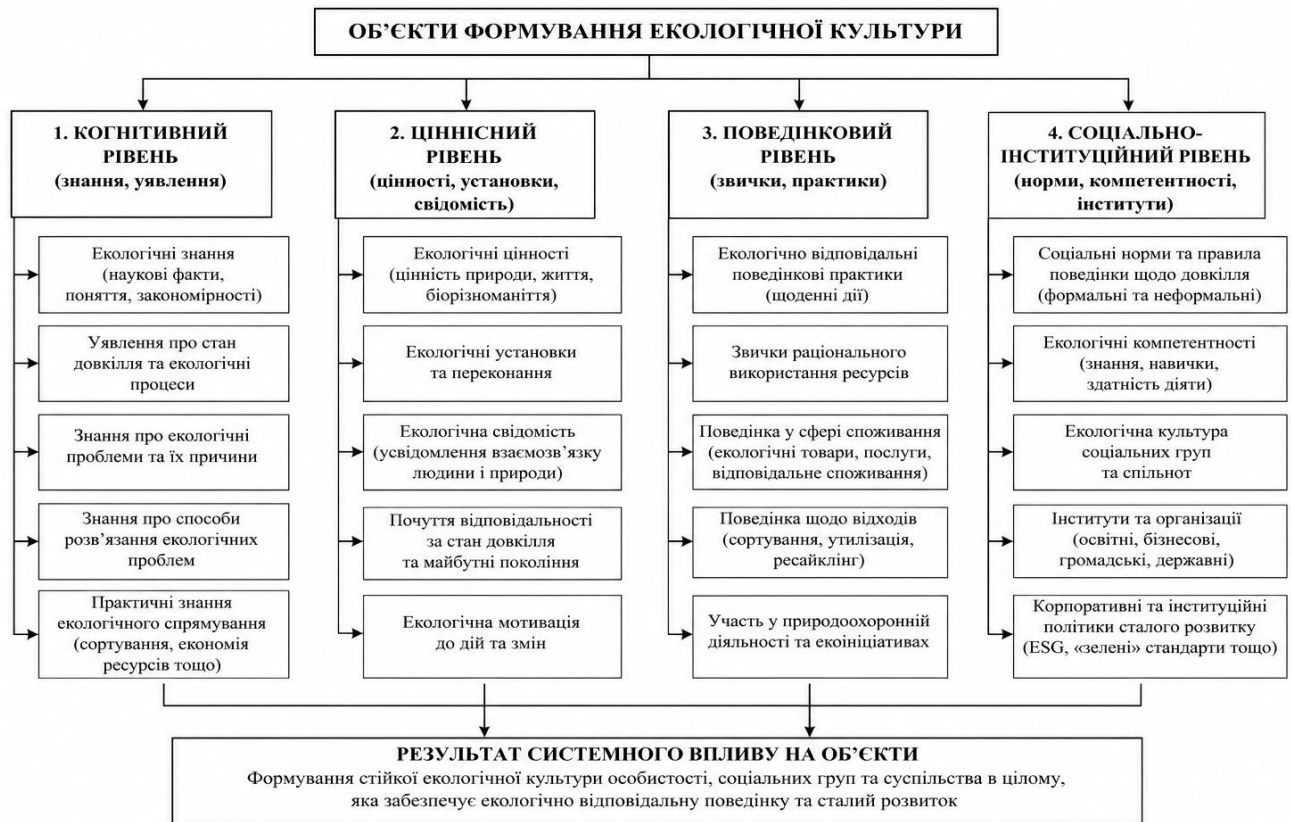 ОБ’ЄКТИ ФОРМУВАННЯ ЕКОЛОГІЧНОЇ КУЛЬТУРИ
1. КОГНІТИВНИЙ
РІВЕНЬ
(знання, уявлення)
Екологічні знання
(наукові факти,
поняття, закономірності)
Уявлення про стан
довкілля та екологічні
процеси
Знання про екологічні
проблеми та їх причини
Знання про способи
розв’язання екологічних
проблем
Практичні знання
екологічного спрямування
(сортування, економія
ресурсів тощо)
2. ЦІННІСНИЙ
РІВЕНЬ
(цінності, установки,
свідомість)
Екологічні цінності
(цінність природи, життя,
біорізноманіття)
Екологічні установки
та переконання
Екологічна свідомість
(усвідомлення взаємозв’язку
людини і природи)
Почуття відповідальності
за стан довкілля
та майбутні покоління
Екологічна мотивація
до дій та змін
3. ПОВЕДІНКОВИЙ
РІВЕНЬ
(звички, практики)
Екологічно відповідальні
поведінкові практики
(щоденні дії)
Звички раціонального
використання ресурсів
Поведінка у сфері споживання
(екологічні товари, послуги,
відповідальне споживання)
Поведінка щодо відходів
(сортування, утилізація,
ресайклінг)
Участь у природоохоронній
діяльності та екоініціативах
4. СОЦІАЛЬНО-
ІНСТИТУЦІЙНИЙ РІВЕНЬ
(норми, компетентності,
інститути)
Соціальні норми та правила
поведінки щодо довкілля
(формальні та неформальні)
Екологічні компетентності
(знання, навички,
здатність діяти)
Екологічна культура
соціальних груп
та спільнот
Інститути та організації
(освітні, бізнесові,
громадські, державні)
Корпоративні та інституційні
політики сталого розвитку
(ESG, «зелені» стандарти тощо)
РЕЗУЛЬТАТ СИСТЕМНОГО ВПЛИВУ НА ОБ’ЄКТИ
Формування стійкої екологічної культури особистості, соціальних груп та суспільства в цілому,
яка забезпечує екологічно відповідальну поведінку та сталий розвиток